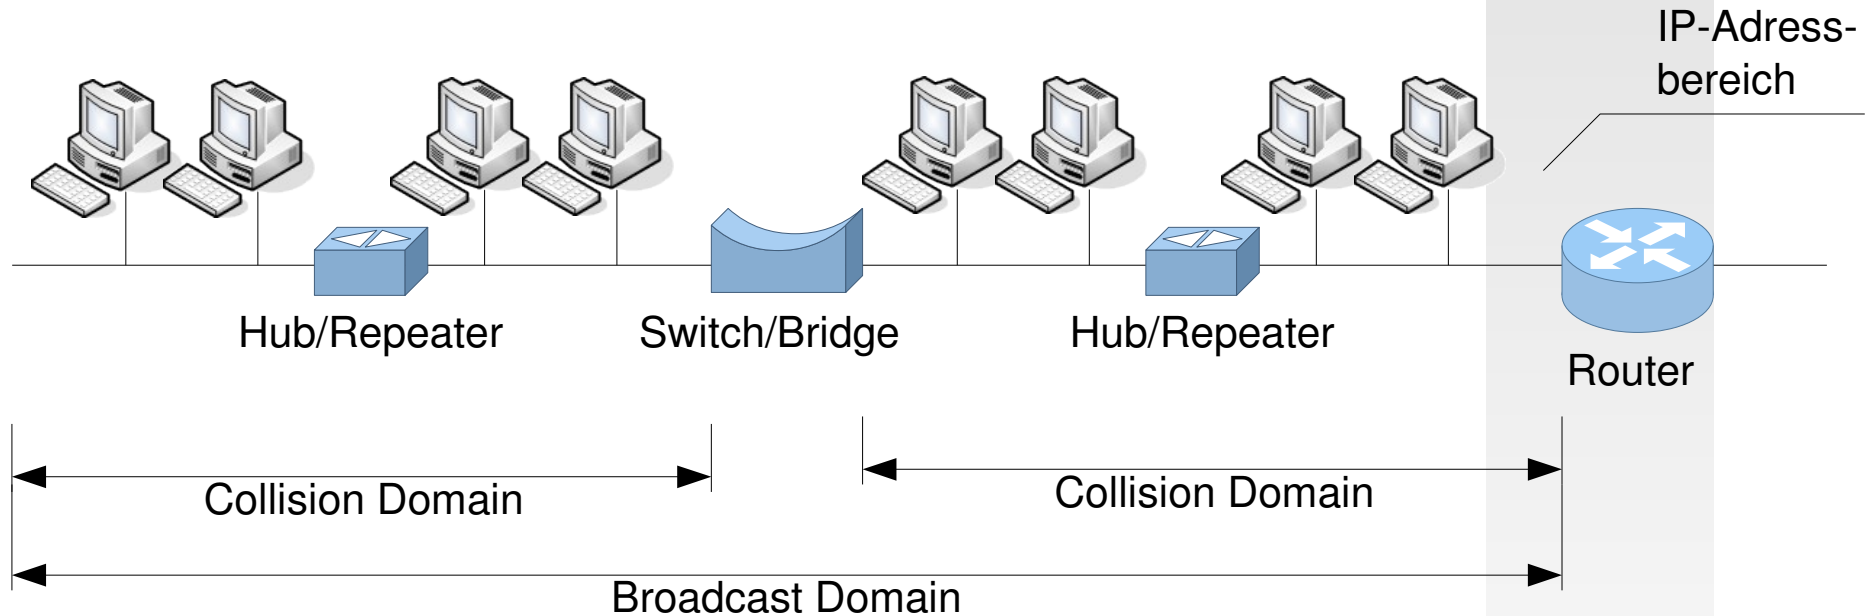 IP-Adress-
bereich
Hub/Repeater
Switch/Bridge
Hub/Repeater
Router
Collision Domain
Collision Domain
Broadcast Domain